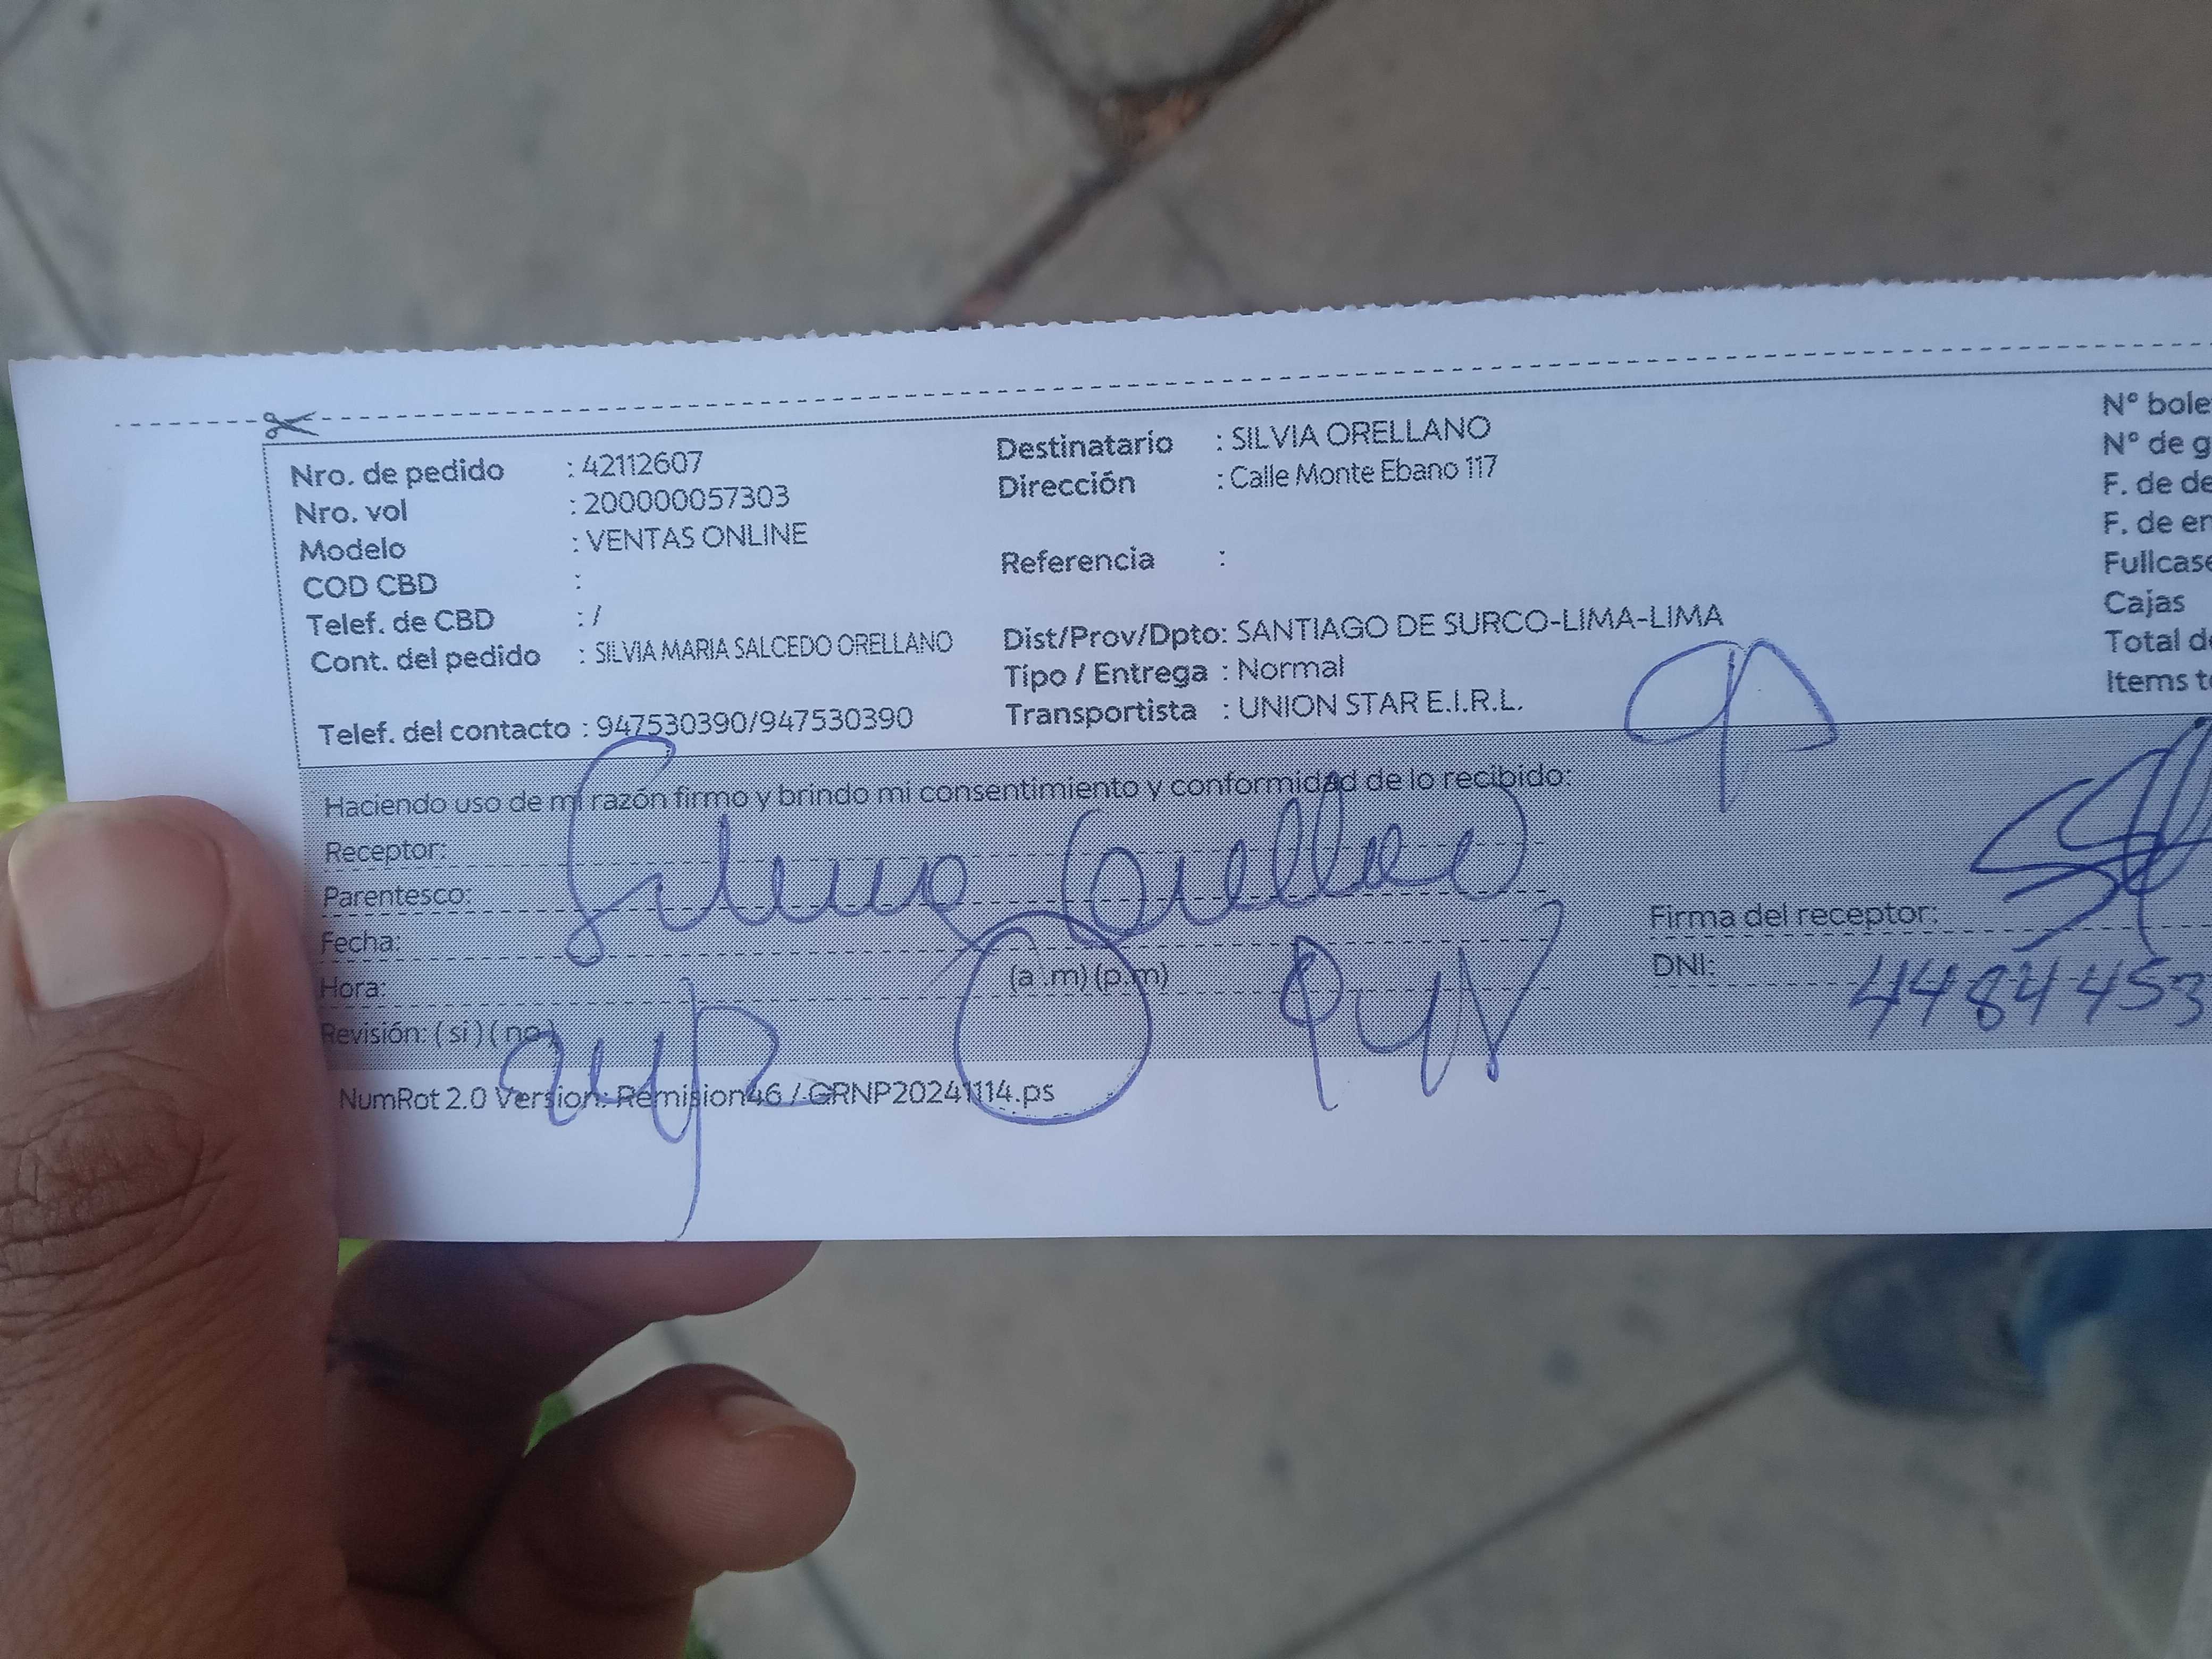 Nro. de pedido : 42112607
Nro. vol : 200000057303
Modelo : VENTAS ONLINE
COD CBD :
Telef. de CBD : /
Cont. del pedido : SILVIA MARIA SALCEDO ORELLANO
Telef. del contacto : 947530390/947530390
Destinatario : SILVIA ORELLANO
Dirección : Calle Monte Ebano 117
Referencia :
Dist/Prov/Dpto: SANTIAGO DE SURCO-LIMA-LIMA
Tipo / Entrega : Normal
Transportista : UNION STAR E.I.R.L.
N° bole
N° de g
F. de de
F. de en
Fullcase
Cajas
Total de
Items to
Haciendo uso de mi razón firmo y brindo mi consentimiento y conformidad de lo recibido:
Receptor:
Parentesco:
Fecha:
Hora: (a .m) (p.m)
Revisión: ( si ) ( no )
Firma del receptor:
DNI: 44844453
NumRot 2.0 Version: Remision46 / GRNP20241114.ps